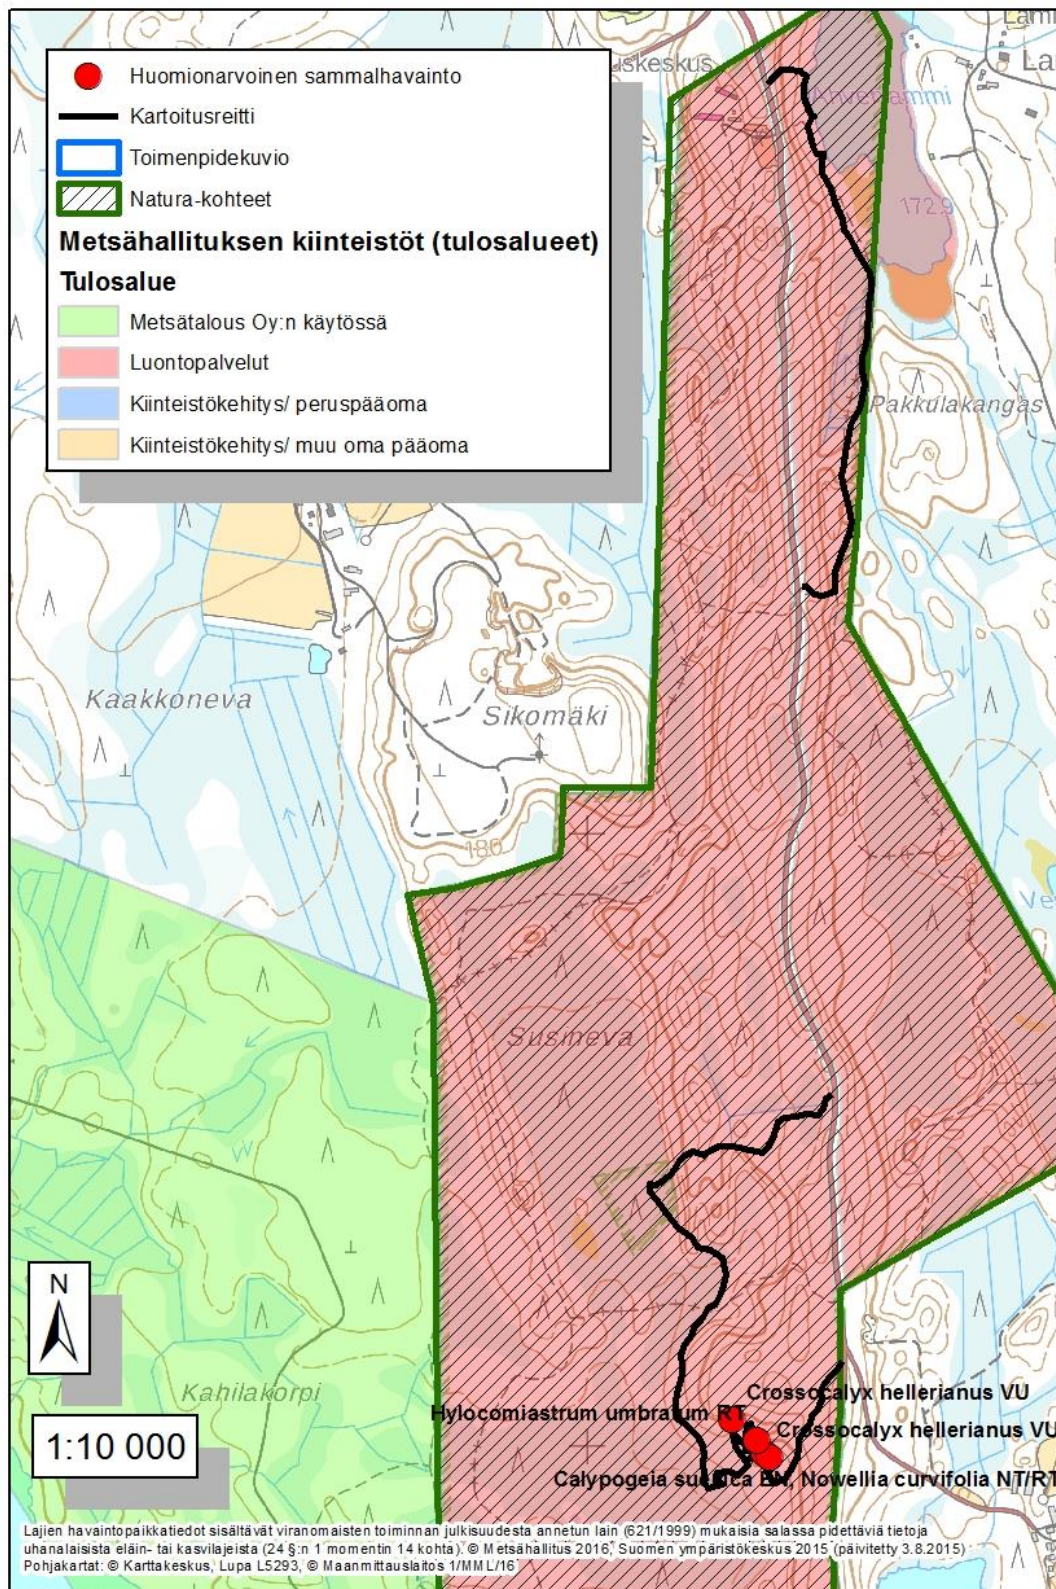 Huomionarvoinen sammalhavainto
Kartoitusreitti
Toimenpidekuvio
Natura-kohteet
Metsähallituksen kiinteistöt (tulosalueet)
Tulosalue
Metsätalous Oy:n käytössä
Luontopalvelut
Kiinteistökehitys/ peruspääoma
Kiinteistökehitys/ muu oma pääoma
172.9
Pakkulakangas
Kaakkoneva
Sikomäki
180
Susineva
N
Kahilakorpi
1:10 000
Crossocalyx hellerianus VU
Hylocomiastrum umbratum RT
Crossocalyx hellerianus VU
Calypogeia suecica EN, Nowellia curvifolia NT/RT
Lajien havaintopaikkatiedot sisältävät viranomaisten toiminnan julkisuudesta annetun lain (621/1999) mukaisia salassa pidettäviä tietoja
uhanalaisista eläin- tai kasvilajeista (24 §:n 1 momentin 14 kohta). © Metsähallitus 2016, Suomen ympäristökeskus 2015 (päivitetty 3.8.2015)
Pohjakartat: © Karttakeskus, Lupa L5293, © Maanmittauslaitos 1/MML/16